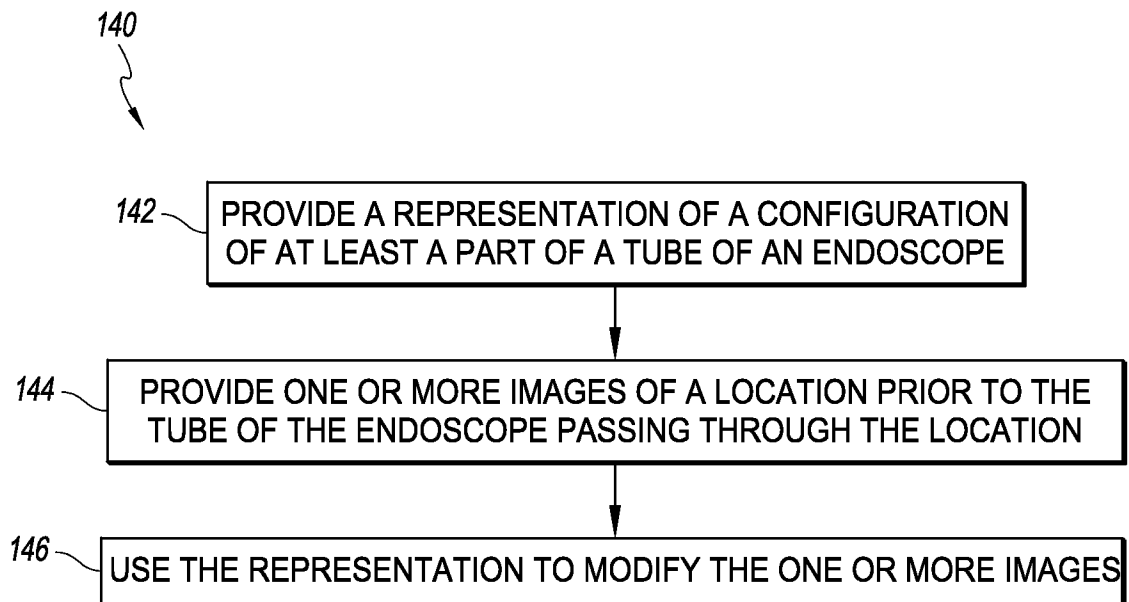 140
142
PROVIDE A REPRESENTATION OF A CONFIGURATION
OF AT LEAST A PART OF A TUBE OF AN ENDOSCOPE
144
PROVIDE ONE OR MORE IMAGES OF A LOCATION PRIOR TO THE
TUBE OF THE ENDOSCOPE PASSING THROUGH THE LOCATION
146
USE THE REPRESENTATION TO MODIFY THE ONE OR MORE IMAGES